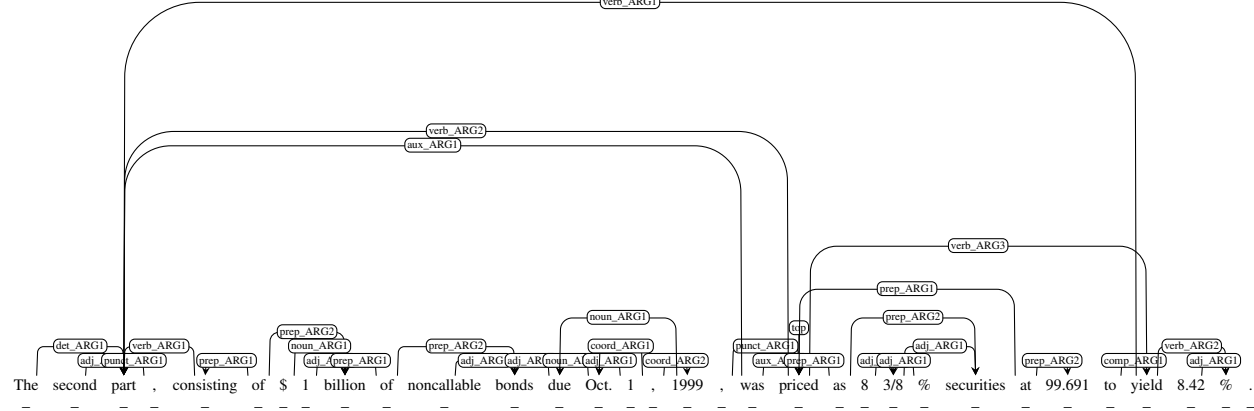 verb_ARG1
verb_ARG2
aux_ARG1
verb_ARG3
prep_ARG1
noun_ARG1 prep_ARG2
top
prep_ARG2
det_ARG1 verb_ARG1 noun_ARG1 prep_ARG2 coord_ARG1 punct_ARG1 adj_ARG1 verb_ARG2
punct_ARG1 prep_ARG1 prep_ARG1 adj_ARG1 coord_ARG2 prep_ARG1 adj_ARG1 prep_ARG2 comp_ARG1 adj_ARG1
The second part , consisting of $ 1 billion of noncallable bonds due Oct. 1 , 1999 , was priced as 8 3/8 % securities at 99.691 to yield 8.42 % .